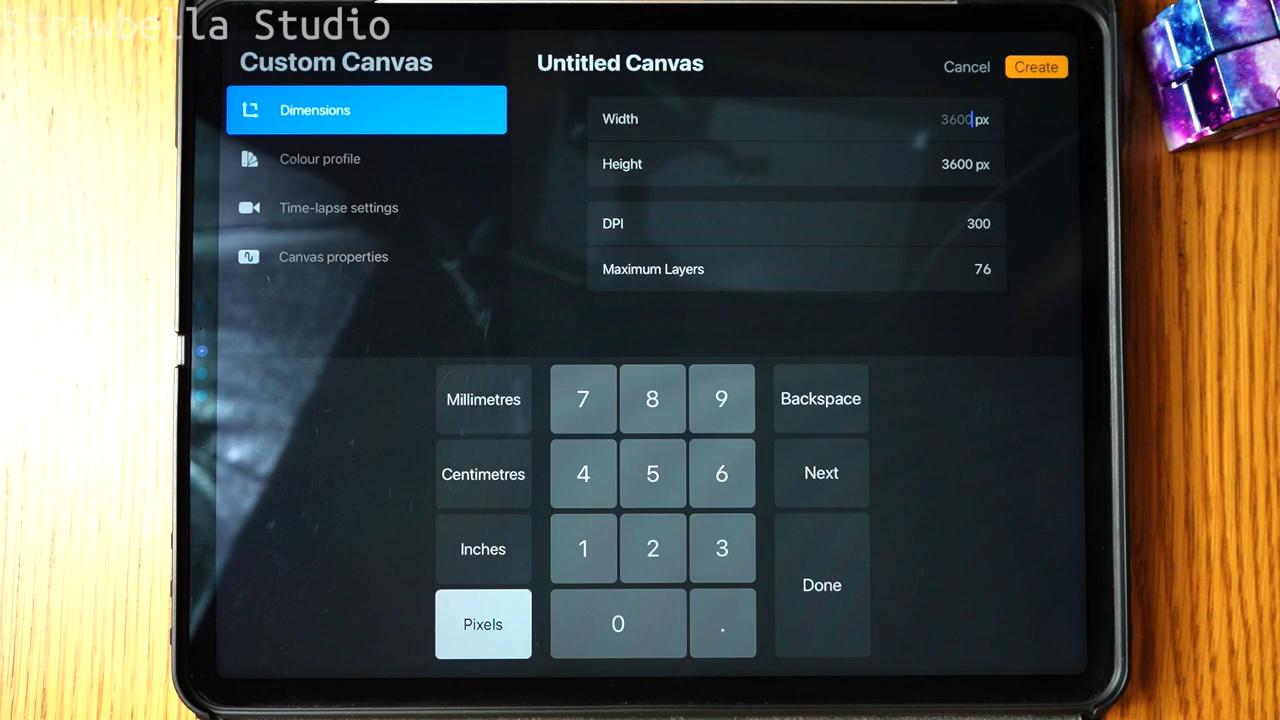 Strawbella Studio
Custom Canvas
Dimensions
Colour profile
Time-lapse settings
Canvas properties
Untitled Canvas
Cancel
Create
Width 3600 px
Height 3600 px
DPI 300
Maximum Layers 76
Millimetres 7 8 9 Backspace
Centimetres 4 5 6 Next
Inches 1 2 3 Done
Pixels 0 .